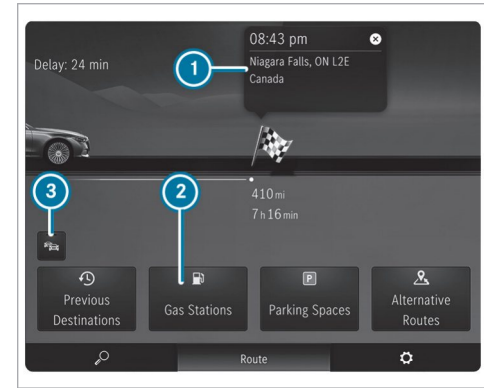 08:43 pm
Niagara Falls, ON L2E
Canada
Delay: 24 min
1
3
2
410 mi
7 h 16 min
Previous
Destinations
Gas Stations
P
Parking Spaces
Alternative
Routes
Route